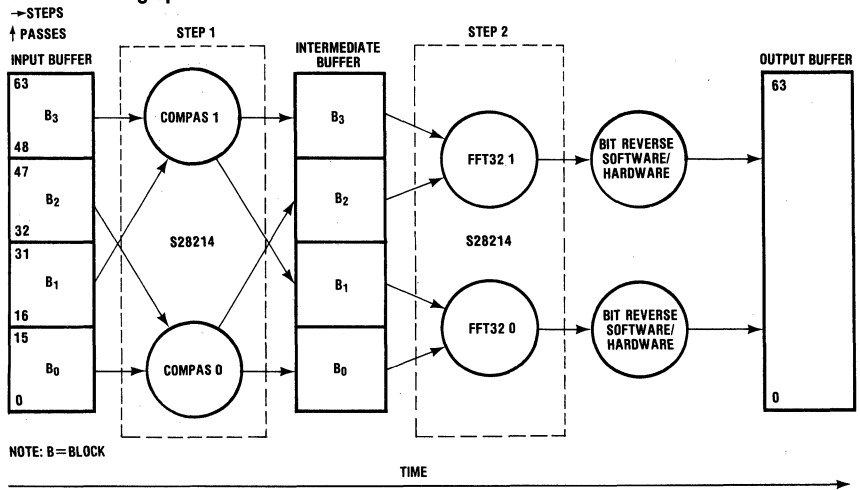 →STEPS
↑ PASSES
STEP 1
STEP 2
INPUT BUFFER
INTERMEDIATE
BUFFER
OUTPUT BUFFER
63
B3
48
47
B2
32
31
B1
16
15
B0
0
COMPAS 1
S28214
COMPAS 0
B3
B2
B1
B0
FFT32 1
S28214
FFT32 0
BIT REVERSE
SOFTWARE/
HARDWARE
BIT REVERSE
SOFTWARE/
HARDWARE
63
0
NOTE: B=BLOCK
TIME